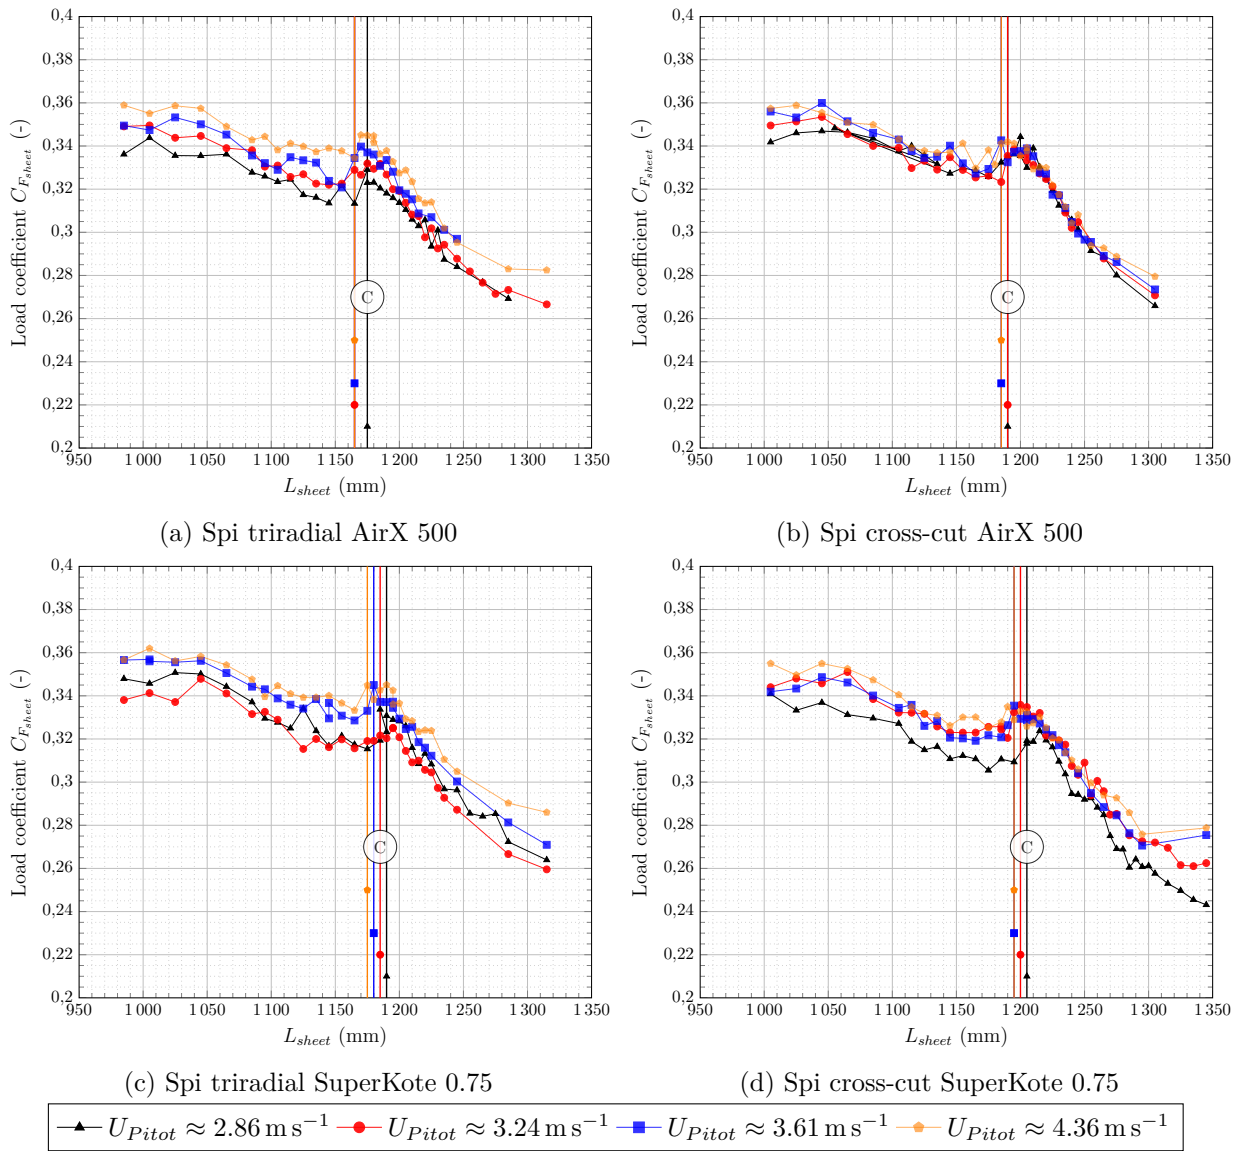 0,4 0,38 0,36 0,34 0,32 0,3 0,28 0,26 0,24 0,22 0,2
Load coefficient C_{F_{sheet}} (-)
C
950 1 000 1 050 1 100 1 150 1 200 1 250 1 300 1 350
L_{sheet} (mm)
(a) Spi triradial AirX 500
0,4 0,38 0,36 0,34 0,32 0,3 0,28 0,26 0,24 0,22 0,2
Load coefficient C_{F_{sheet}} (-)
C
950 1 000 1 050 1 100 1 150 1 200 1 250 1 300 1 350
L_{sheet} (mm)
(b) Spi cross-cut AirX 500
0,4 0,38 0,36 0,34 0,32 0,3 0,28 0,26 0,24 0,22 0,2
Load coefficient C_{F_{sheet}} (-)
C
950 1 000 1 050 1 100 1 150 1 200 1 250 1 300 1 350
L_{sheet} (mm)
(c) Spi triradial SuperKote 0.75
0,4 0,38 0,36 0,34 0,32 0,3 0,28 0,26 0,24 0,22 0,2
Load coefficient C_{F_{sheet}} (-)
C
950 1 000 1 050 1 100 1 150 1 200 1 250 1 300 1 350
L_{sheet} (mm)
(d) Spi cross-cut SuperKote 0.75
U_{Pitot} ≈ 2.86 m s⁻¹ U_{Pitot} ≈ 3.24 m s⁻¹ U_{Pitot} ≈ 3.61 m s⁻¹ U_{Pitot} ≈ 4.36 m s⁻¹